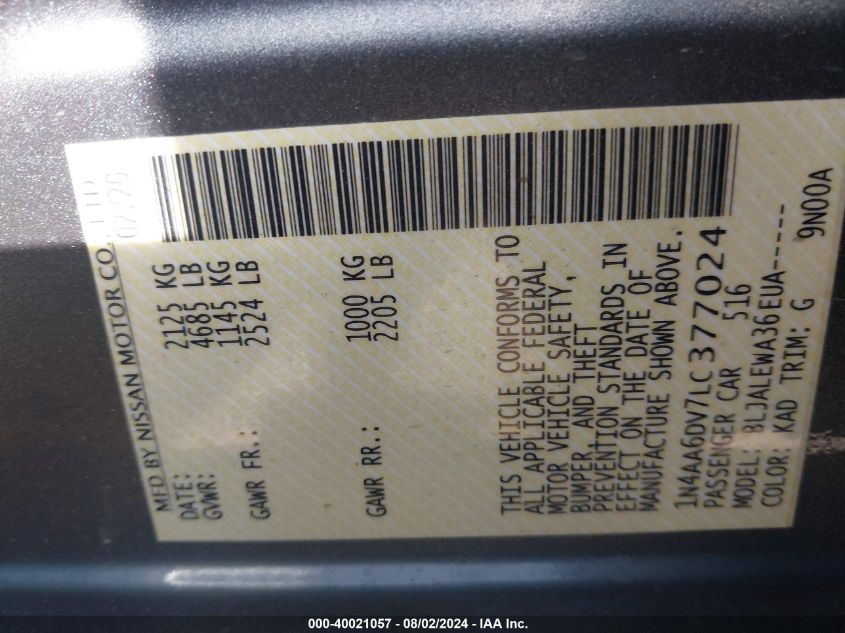 MFD BY NISSAN MOTOR CO., LTD
DATE: 02/20
GVWR: 2125 KG
4685 LB
GAWR FR.: 1145 KG
2524 LB
GAWR RR.: 1000 KG
2205 LB
THIS VEHICLE CONFORMS TO
ALL APPLICABLE FEDERAL
MOTOR VEHICLE SAFETY,
BUMPER, AND THEFT
PREVENTION STANDARDS IN
EFFECT ON THE DATE OF
MANUFACTURE SHOWN ABOVE.
1N4AA6DV7LC377024
PASSENGER CAR 516
MODEL: BLJALEWA36EUA-----
COLOR: KAD TRIM: G 9N00A
000-40021057 - 08/02/2024 - IAA Inc.